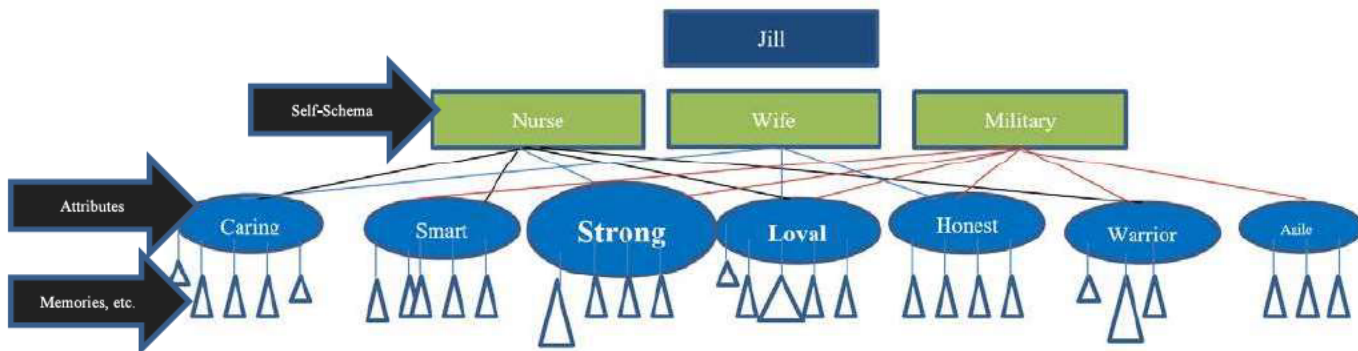 Jill
Self-Schema
Nurse
Wife
Military
Attributes
Caring
Smart
Strong
Loyal
Honest
Warrior
Agile
Memories, etc.